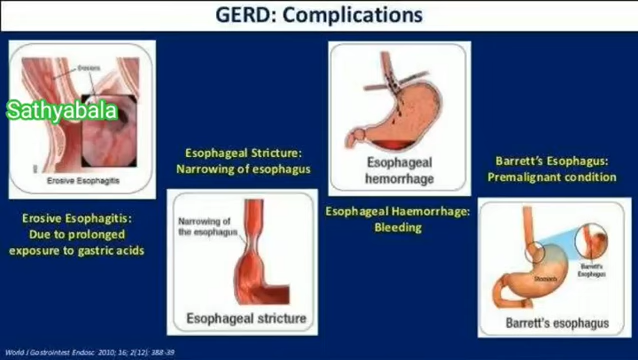 GERD: Complications
Erosions
Sathyabala
Erosive Esophagitis
Erosive Esophagitis:
Due to prolonged
exposure to gastric acids
Esophageal Stricture:
Narrowing of esophagus
Narrowing of
the esophagus
Esophageal stricture
Esophageal
hemorrhage
Esophageal Haemorrhage:
Bleeding
Barrett's Esophagus:
Premalignant condition
Barrett's
Esophagus
Stomach
Barrett's esophagus
World J Gastrointest Endosc 2010; 16; 2(12): 388-39